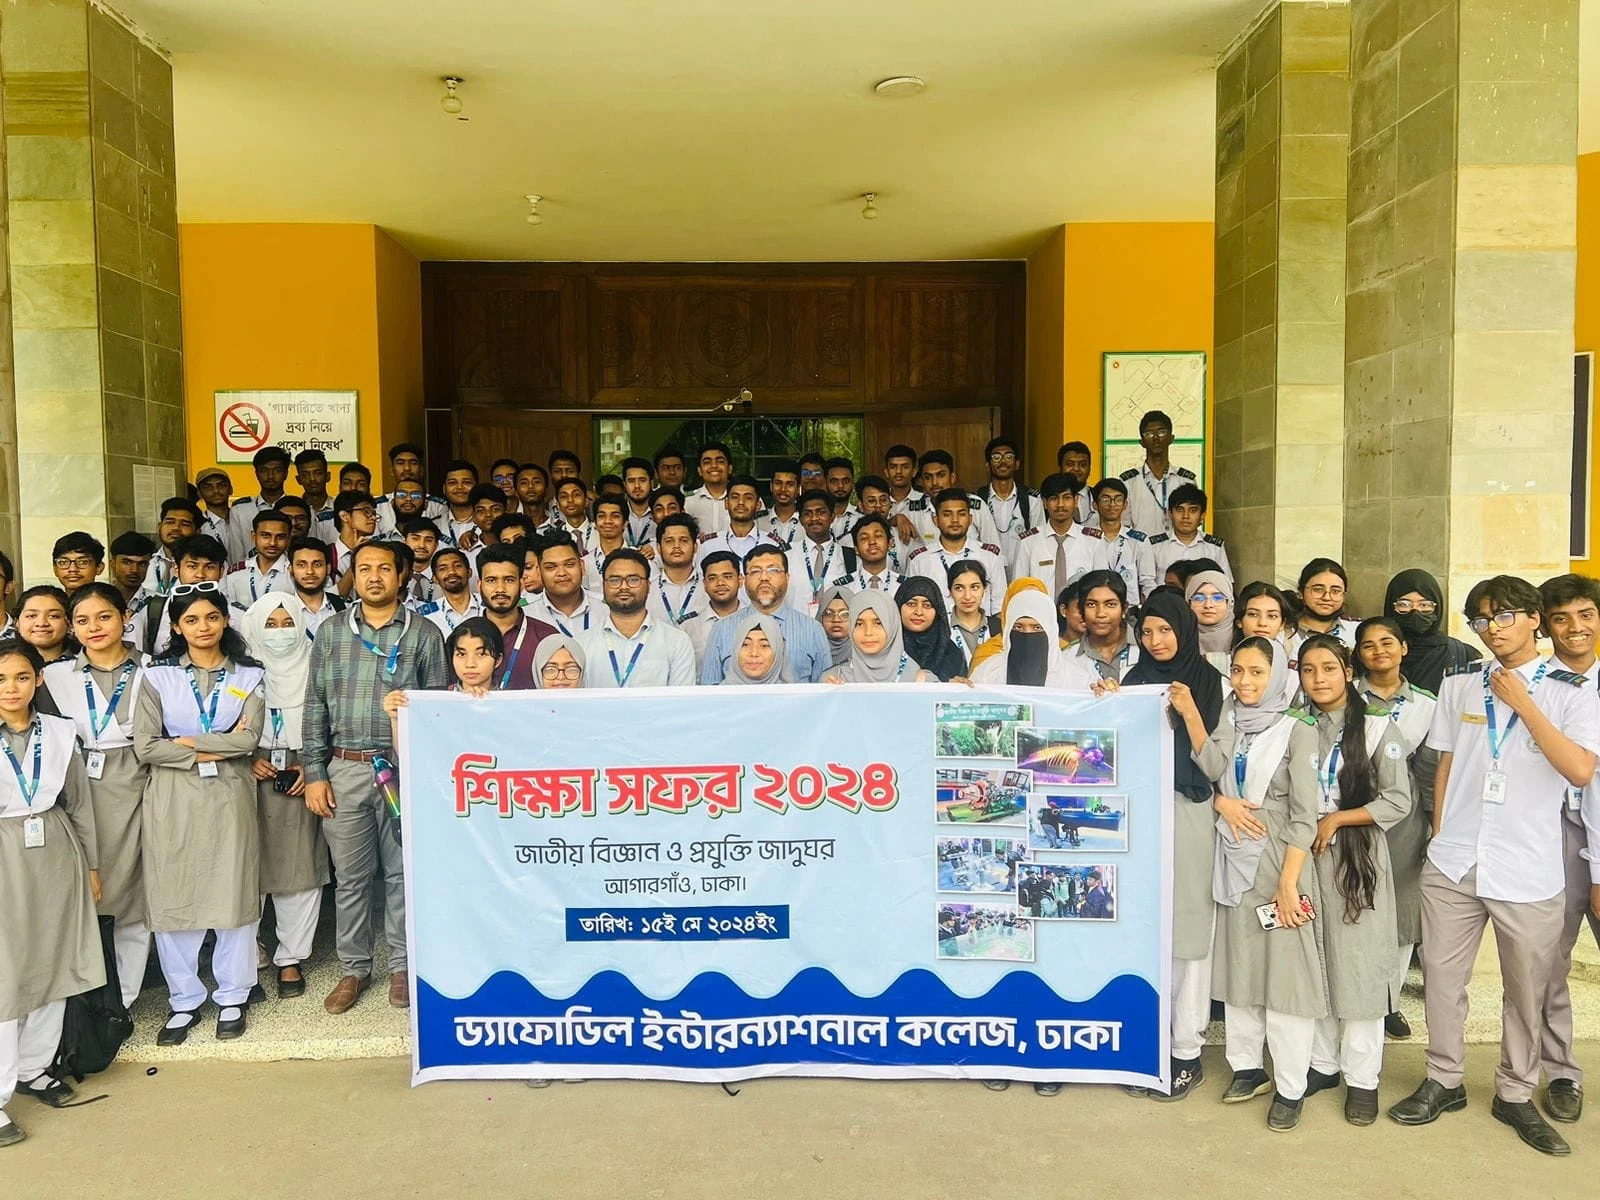 'গ্যালারিতে খাদ্য
দ্রব্য নিয়ে
প্রবেশ নিষেধ'
শিক্ষা সফর ২০২৪
জাতীয় বিজ্ঞান ও প্রযুক্তি জাদুঘর
আগারগাঁও, ঢাকা।
তারিখ: ১৫ই মে ২০২৪ইং
ড্যাফোডিল ইন্টারন্যাশনাল কলেজ, ঢাকা